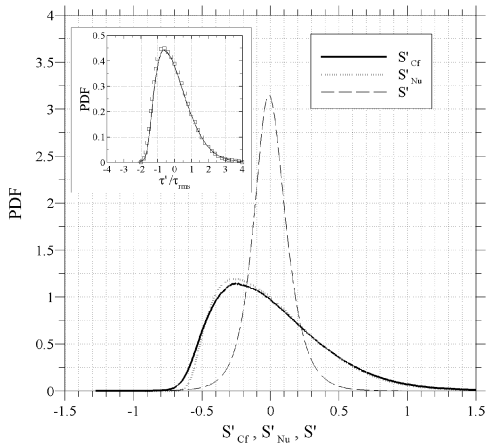 4
3.5
3
2.5
2
1.5
1
0.5
0
PDF
-1.5 -1 -0.5 0 0.5 1 1.5
S'Cf , S'Nu , S'
0.5
0.4
0.3
0.2
0.1
0
PDF
-4 -3 -2 -1 0 1 2 3 4
τ'/τrms
S'Cf
S'Nu
S'